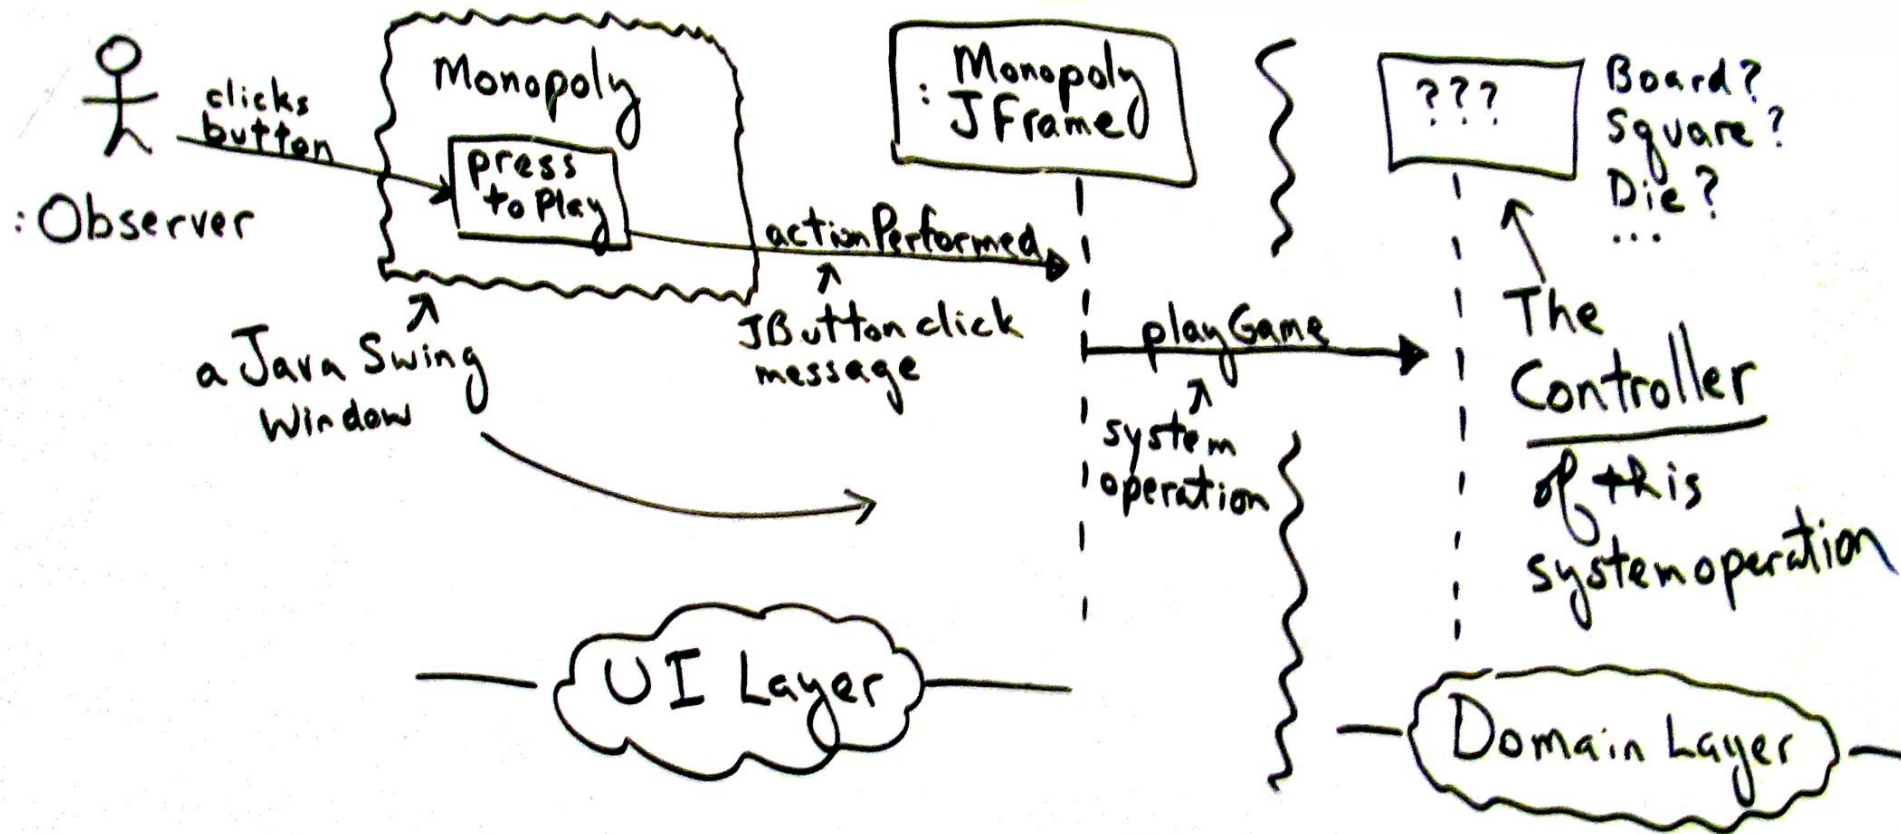 : Observer
clicks
button
Monopoly
press
to Play
a Java Swing
Window
actionPerformed
JButton click
message
Monopoly
: JFrame
playGame
system
operation
???
Board?
Square?
Die?
...
The
Controller
of this
system operation
UI Layer
Domain Layer